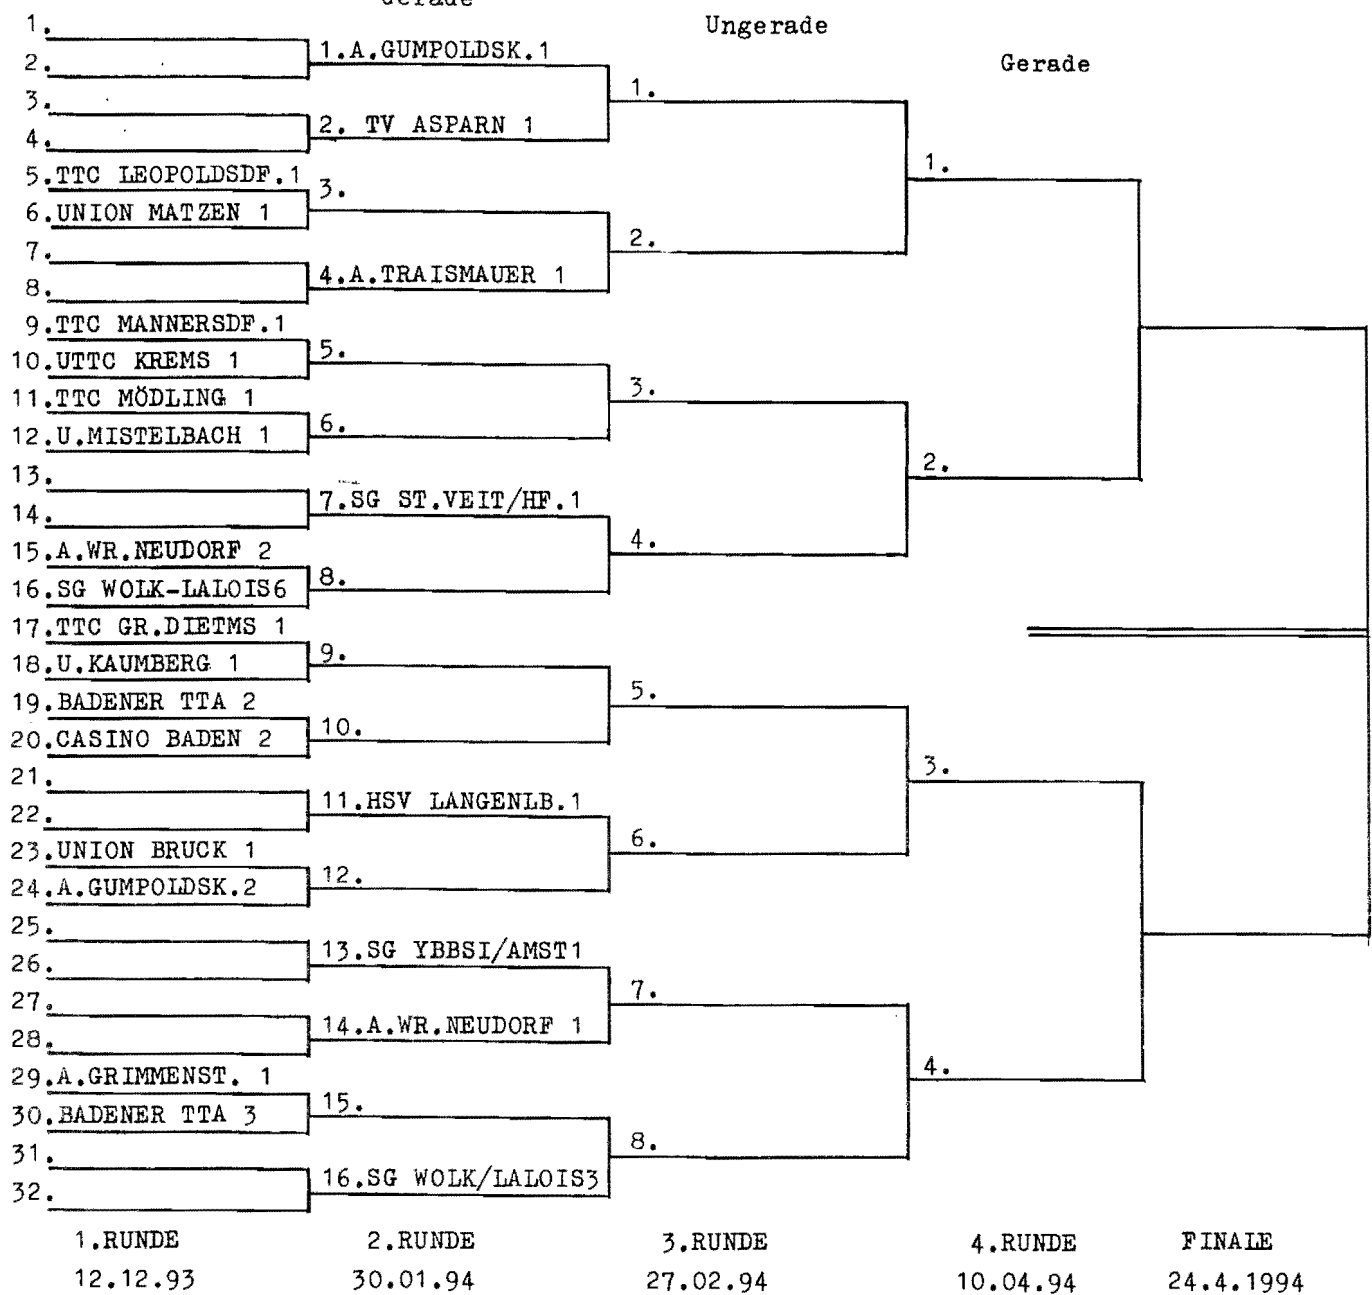 Gerade
Ungerade
Gerade
1.
2.
3.
4.
5.TTC LEOPOLDSDF.1
6.UNION MATZEN 1
7.
8.
9.TTC MANNERSDF.1
10.UTTC KREMS 1
11.TTC MÖDLING 1
12.U.MISTELBACH 1
13.
14.
15.A.WR.NEUDORF 2
16.SG WOLK-LALOIS6
17.TTC GR.DIETMS 1
18.U.KAUMBERG 1
19.BADENER TTA 2
20.CASINO BADEN 2
21.
22.
23.UNION BRUCK 1
24.A.GUMPOLDSK.2
25.
26.
27.
28.
29.A.GRIMMENST. 1
30.BADENER TTA 3
31.
32.
1.A.GUMPOLDSK.1
2. TV ASPARN 1
3.
4.A.TRAISMAUER 1
5.
6.
7.SG ST.VEIT/HF.1
8.
9.
10.
11.HSV LANGENLB.1
12.
13.SG YBBSI/AMST1
14.A.WR.NEUDORF 1
15.
16.SG WOLK/LALOIS3
1.
2.
3.
4.
5.
6.
7.
8.
1.
2.
3.
4.
1.RUNDE 2.RUNDE 3.RUNDE 4.RUNDE FINALE
12.12.93 30.01.94 27.02.94 10.04.94 24.4.1994